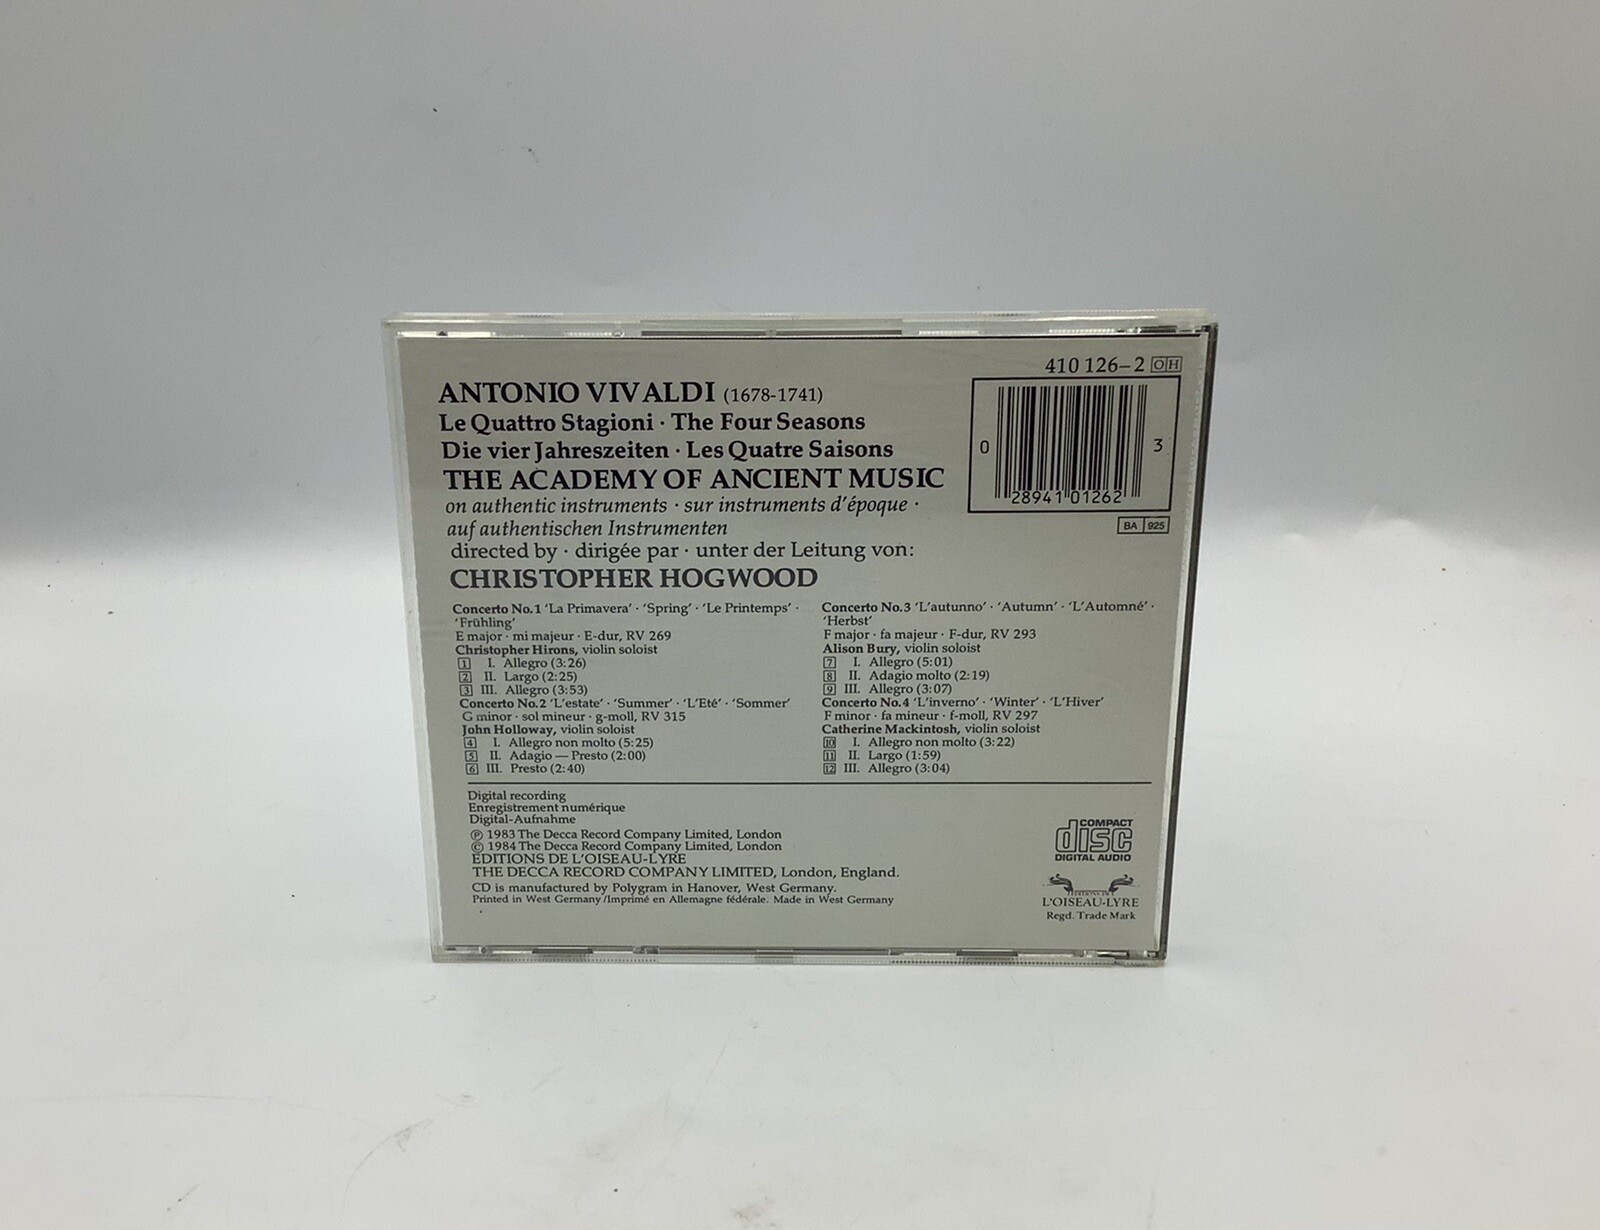 410 126-2 OH
ANTONIO VIVALDI (1678-1741)
Le Quattro Stagioni · The Four Seasons
Die vier Jahreszeiten · Les Quatre Saisons
THE ACADEMY OF ANCIENT MUSIC
on authentic instruments · sur instruments d'époque ·
auf authentischen Instrumenten
directed by · dirigée par · unter der Leitung von:
CHRISTOPHER HOGWOOD
0 28941 01262 3
BA 925
Concerto No.1 'La Primavera' · 'Spring' · 'Le Printemps' ·
'Frühling'
E major · mi majeur · E-dur, RV 269
Christopher Hirons, violin soloist
1 I. Allegro (3:26)
2 II. Largo (2:25)
3 III. Allegro (3:53)
Concerto No.2 'L'estate' · 'Summer' · 'L'Eté' · 'Sommer'
G minor · sol mineur · g-moll, RV 315
John Holloway, violin soloist
4 I. Allegro non molto (5:25)
5 II. Adagio — Presto (2:00)
6 III. Presto (2:40)
Concerto No.3 'L'autunno' · 'Autumn' · 'L'Automné' ·
'Herbst'
F major · fa majeur · F-dur, RV 293
Alison Bury, violin soloist
7 I. Allegro (5:01)
8 II. Adagio molto (2:19)
9 III. Allegro (3:07)
Concerto No.4 'L'inverno' · 'Winter' · 'L'Hiver'
F minor · fa mineur · f-moll, RV 297
Catherine Mackintosh, violin soloist
10 I. Allegro non molto (3:22)
11 II. Largo (1:59)
12 III. Allegro (3:04)
Digital recording
Enregistrement numérique
Digital-Aufnahme
℗ 1983 The Decca Record Company Limited, London
© 1984 The Decca Record Company Limited, London
EDITIONS DE L'OISEAU-LYRE
THE DECCA RECORD COMPANY LIMITED, London, England.
CD is manufactured by Polygram in Hanover, West Germany.
Printed in West Germany/Imprimé en Allemagne fédérale. Made in West Germany
COMPACT
disc
DIGITAL AUDIO
EDITIONS DE
L'OISEAU-LYRE
Regd. Trade Mark